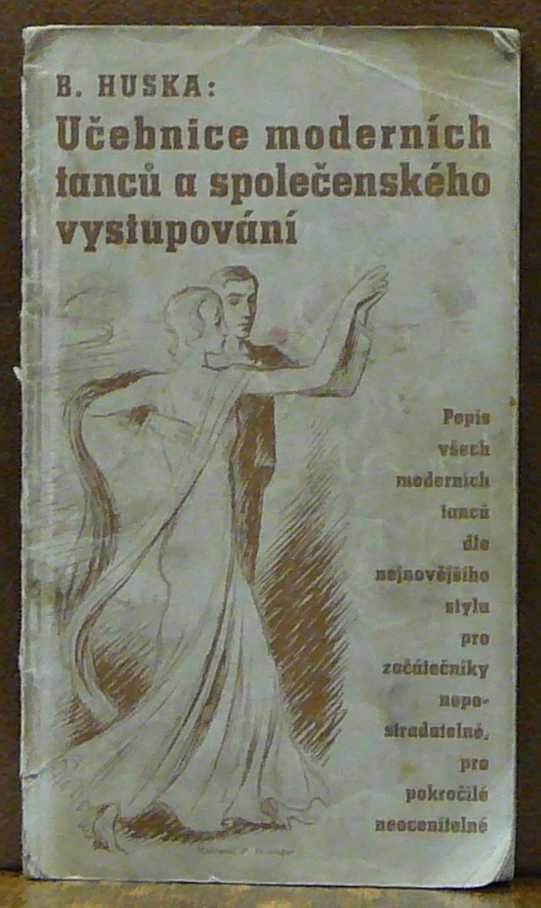 B. HUSKA:
Učebnice moderních
tanců a společenského
vystupování
Popis
všech
moderních
tanců
dle
nejnovějšího
stylu
pro
začátečníky
nepo-
stradatelné,
pro
pokročilé
neocenitelné